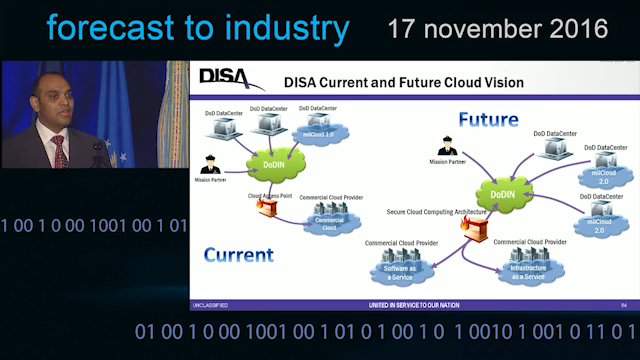 forecast to industry 17 november 2016
DISA
DISA Current and Future Cloud Vision
DoD DataCenter
DoD DataCenter
DoD DataCenter
milCloud 1.0
DoDIN
Mission Partner
Cloud Access Point
Commercial Cloud Provider
Commercial
Cloud
Current
Future
DoD DataCenter
DoD DataCenter
Mission Partner
milCloud
2.0
DoDIN
DoD DataCenter
milCloud
2.0
Secure Cloud Computing Architecture
Commercial Cloud Provider
Commercial Cloud Provider
Software as
a Service
Infrastructure
as a Service
UNCLASSIFIED
UNITED IN SERVICE TO OUR NATION
94
1 00 1 0 00 1001 00 1 01
01 00 1 0 00 1001 00 1 01 0 1 00 1 0 1 0010 1 001 0 11 0 1